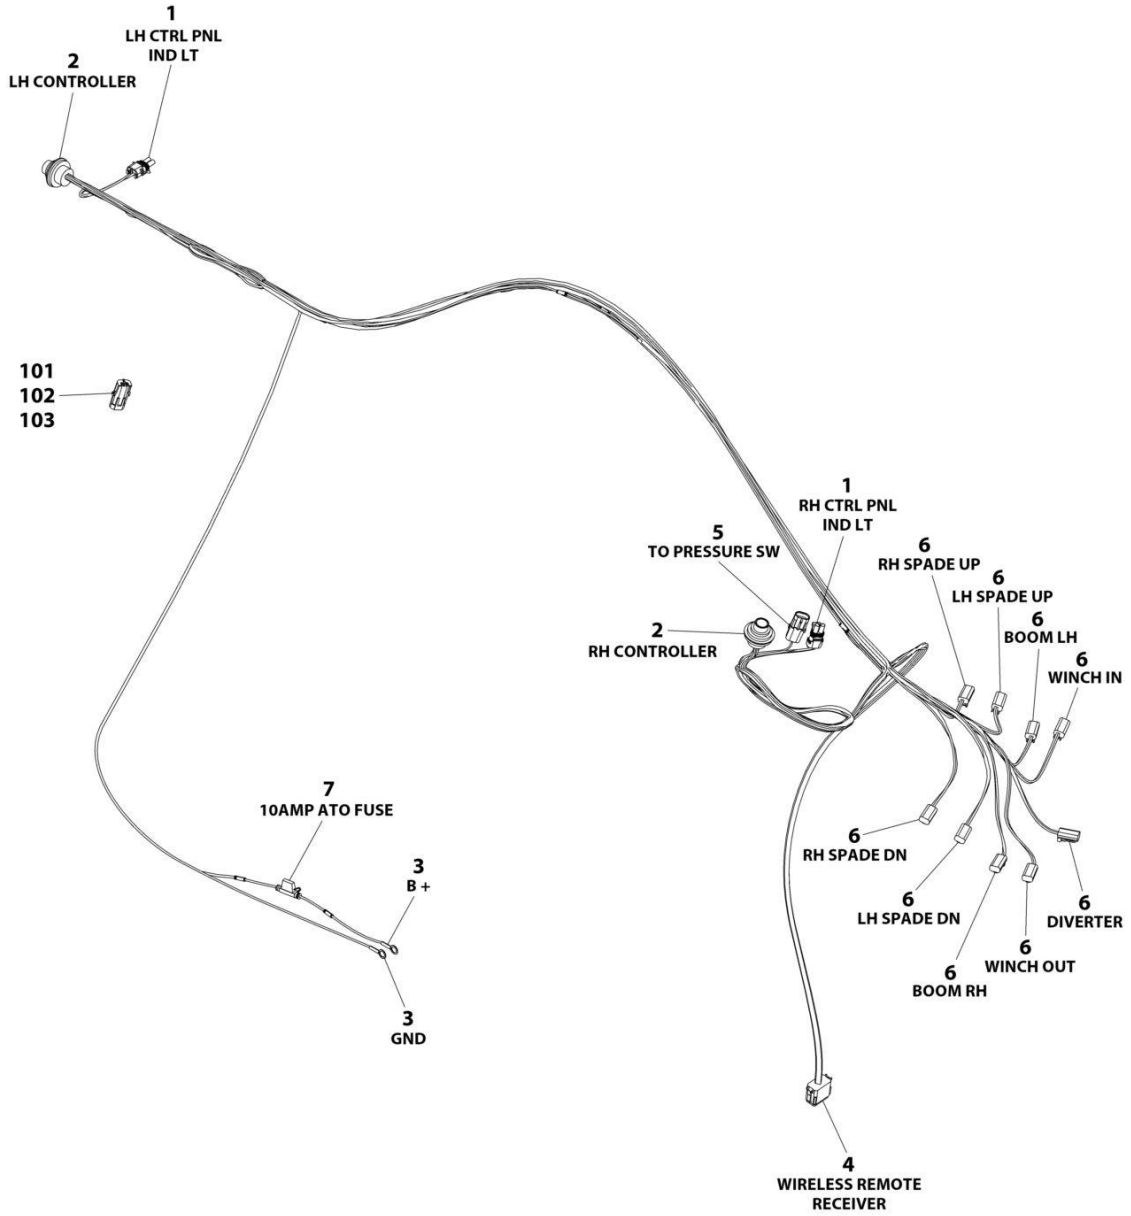 1
LH CTRL PNL
IND LT
2
LH CONTROLLER
101
102
103
1
RH CTRL PNL
IND LT
5
TO PRESSURE SW
6
RH SPADE UP
6
LH SPADE UP
6
BOOM LH
6
WINCH IN
2
RH CONTROLLER
7
10AMP ATO FUSE
3
B +
6
RH SPADE DN
6
LH SPADE DN
6
DIVERTER
6
WINCH OUT
6
BOOM RH
3
GND
4
WIRELESS REMOTE
RECEIVER